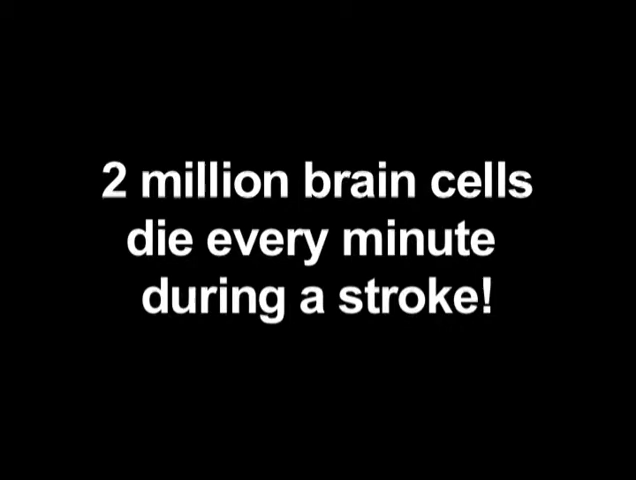 2 million brain cells
die every minute
during a stroke!